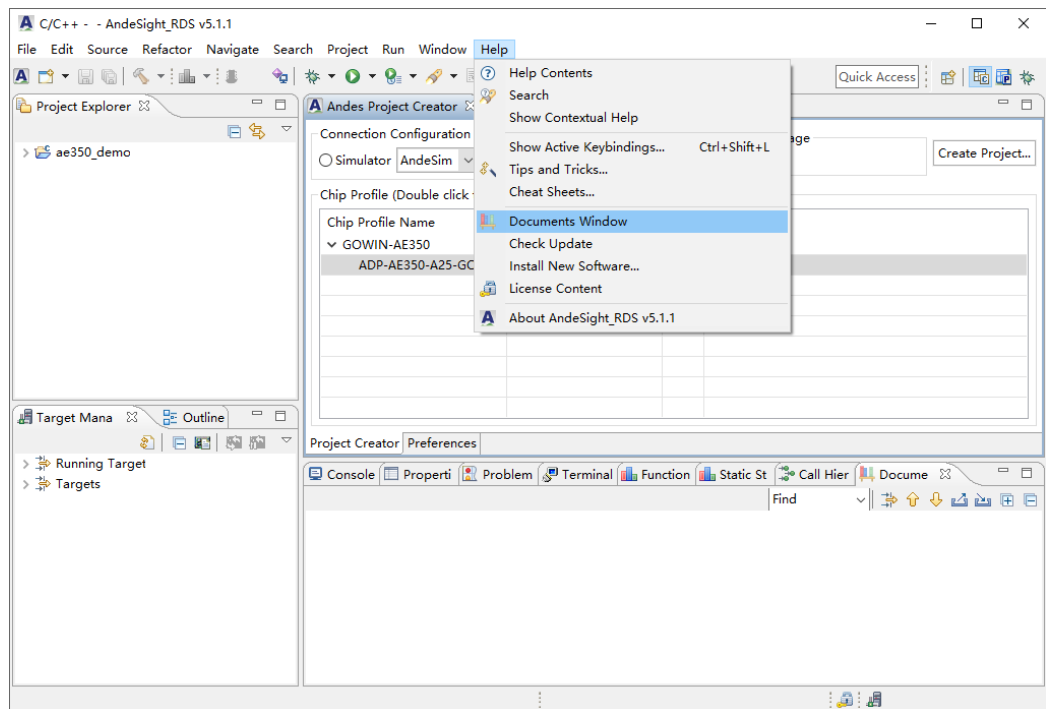 C/C++ - - AndeSight_RDS v5.1.1
File Edit Source Refactor Navigate Search Project Run Window Help
Quick Access
Project Explorer
ae350_demo
Andes Project Creator
Connection Configuration
Simulator AndeSim
Create Project...
Chip Profile (Double click
Chip Profile Name
GOWIN-AE350
ADP-AE350-A25-GC
Help Contents
Search
Show Contextual Help
Show Active Keybindings... Ctrl+Shift+L
Tips and Tricks...
Cheat Sheets...
Documents Window
Check Update
Install New Software...
License Content
About AndeSight_RDS v5.1.1
Target Mana Outline
Running Target
Targets
Project Creator Preferences
Console Properti Problem Terminal Function Static St Call Hier Docume
Find